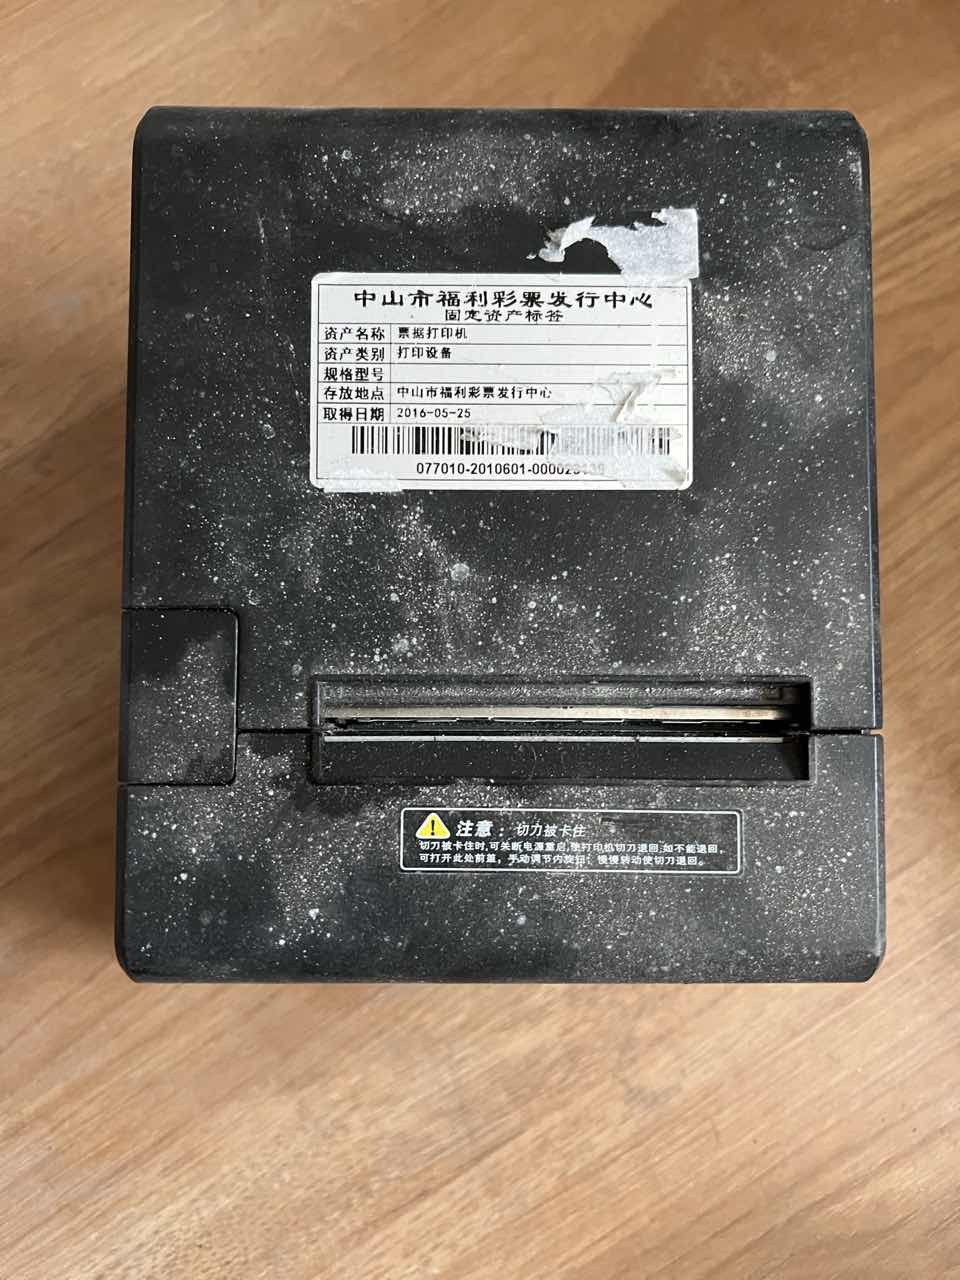 中山市福利彩票发行中心
固定资产标签
资产名称 票据打印机
资产类别 打印设备
规格型号
存放地点 中山市福利彩票发行中心
取得日期 2016-05-25
077010-2010601-000023139
注意：切刀被卡住
切刀被卡住时,可关断电源重启,使打印机切刀退回,如不能退回,
可打开此处前盖，手动调节内旋钮，慢慢转动使切刀退回。